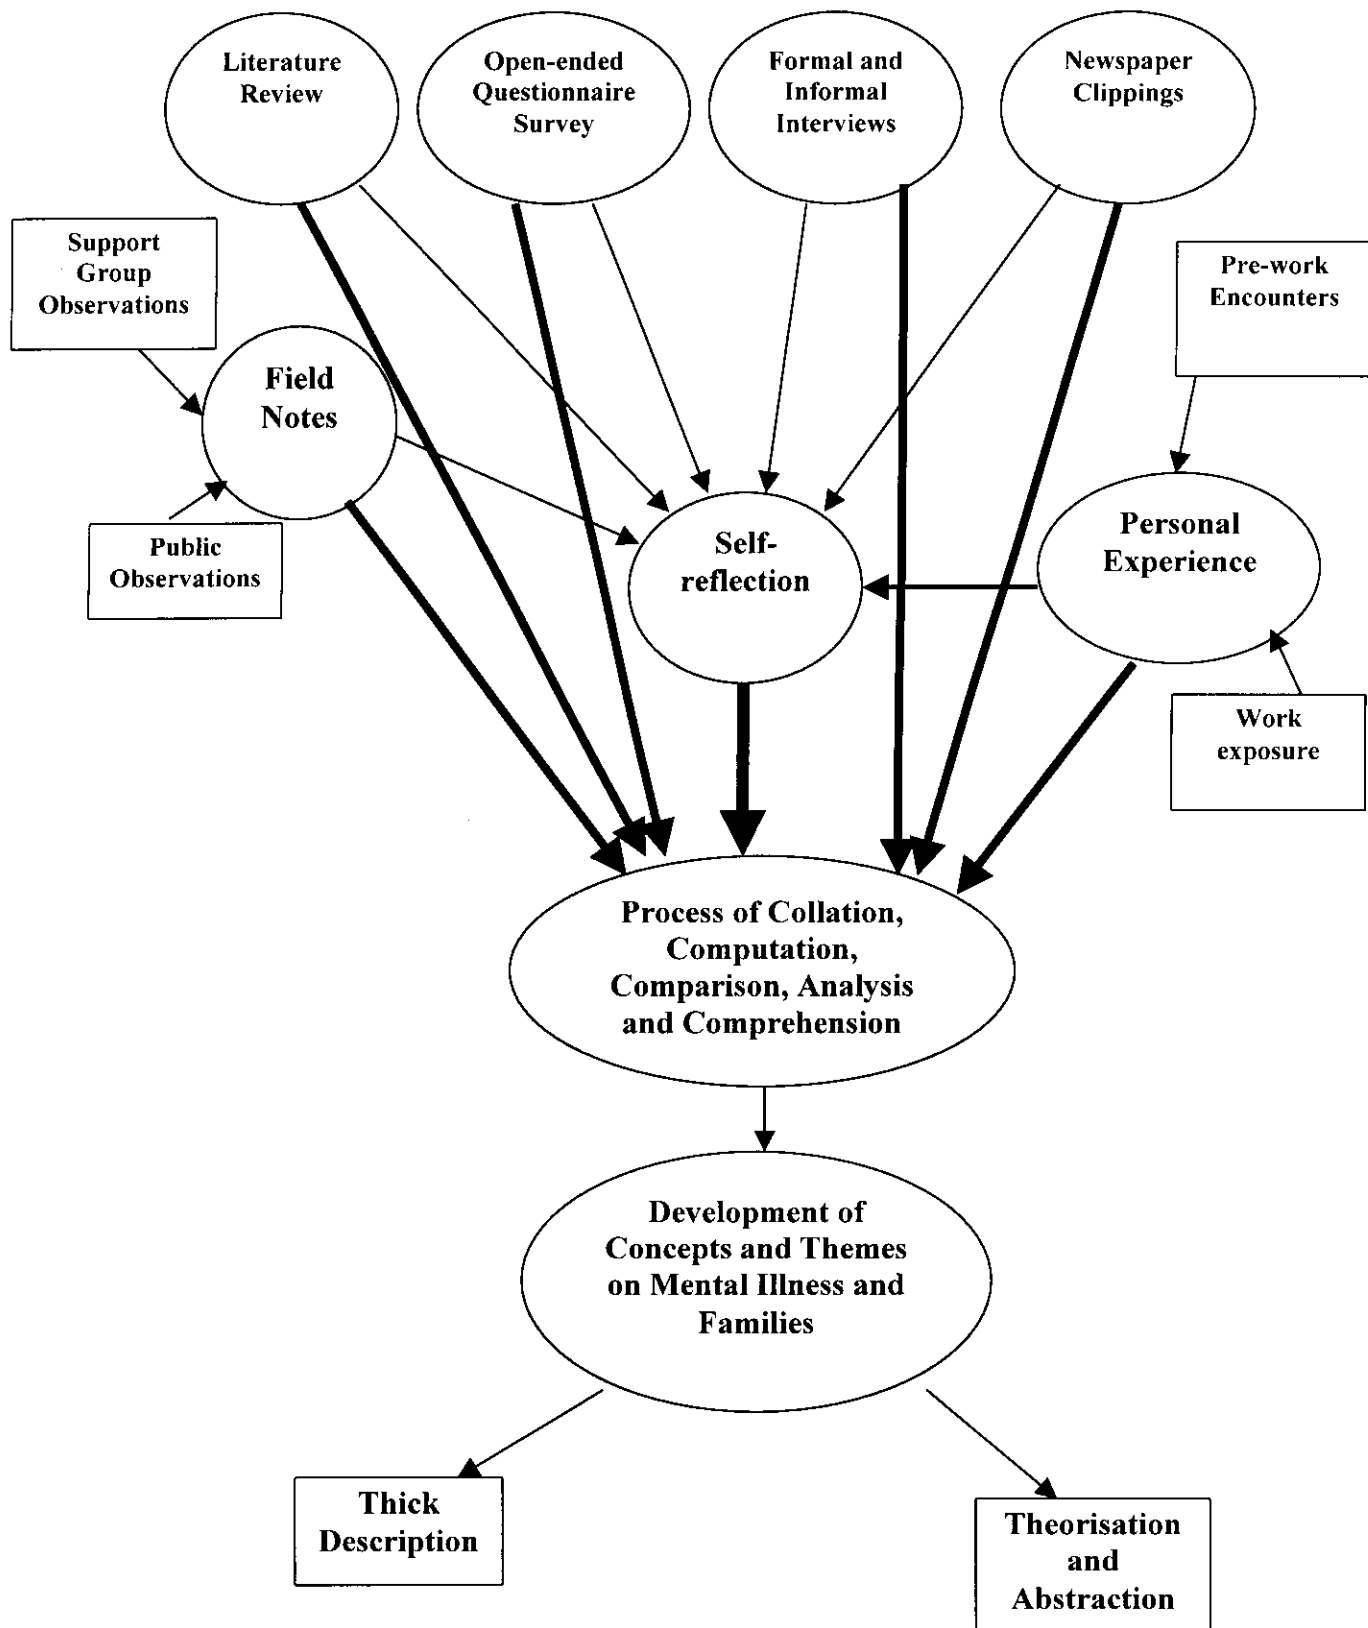 Literature
Review
Open-ended
Questionnaire
Survey
Formal and
Informal
Interviews
Newspaper
Clippings
Support
Group
Observations
Pre-work
Encounters
Field
Notes
Public
Observations
Self-
reflection
Personal
Experience
Work
exposure
Process of Collation,
Computation,
Comparison, Analysis
and Comprehension
Development of
Concepts and Themes
on Mental Illness and
Families
Thick
Description
Theorisation
and
Abstraction